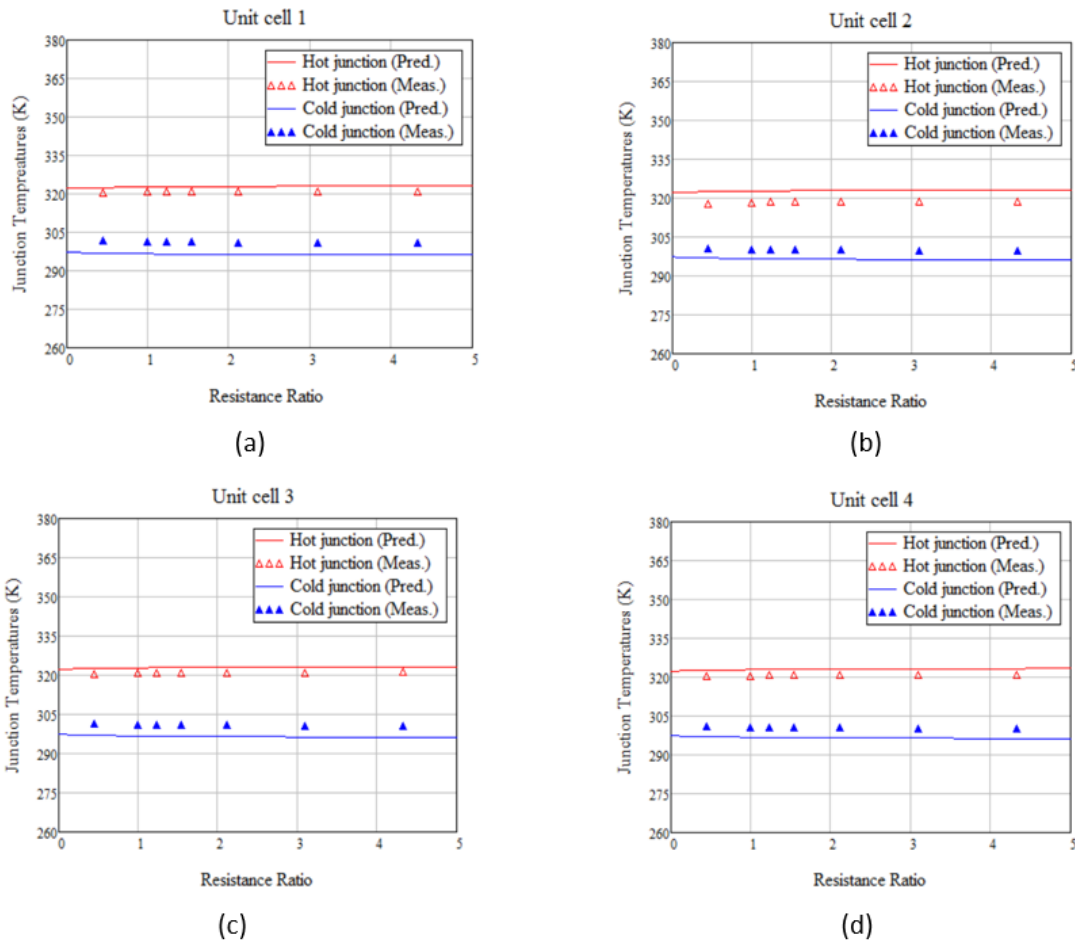 Unit cell 1
Junction Tempreatures (K)
380
365
350
335
320
305
290
275
260
Hot junction (Pred.)
Hot junction (Meas.)
Cold junction (Pred.)
Cold junction (Meas.)
0 1 2 3 4 5
Resistance Ratio
(a)
Unit cell 2
Junction Temperatures (K)
380
365
350
335
320
305
290
275
260
Hot junction (Pred.)
Hot junction (Meas.)
Cold junction (Pred.)
Cold junction (Meas.)
0 1 2 3 4 5
Resistance Ratio
(b)
Unit cell 3
Junction Temperatures (K)
380
365
350
335
320
305
290
275
260
Hot junction (Pred.)
Hot junction (Meas.)
Cold junction (Pred.)
Cold junction (Meas.)
0 1 2 3 4 5
Resistance Ratio
(c)
Unit cell 4
Junction Temperatures (K)
380
365
350
335
320
305
290
275
260
Hot junction (Pred.)
Hot junction (Meas.)
Cold junction (Pred.)
Cold junction (Meas.)
0 1 2 3 4 5
Resistance Ratio
(d)